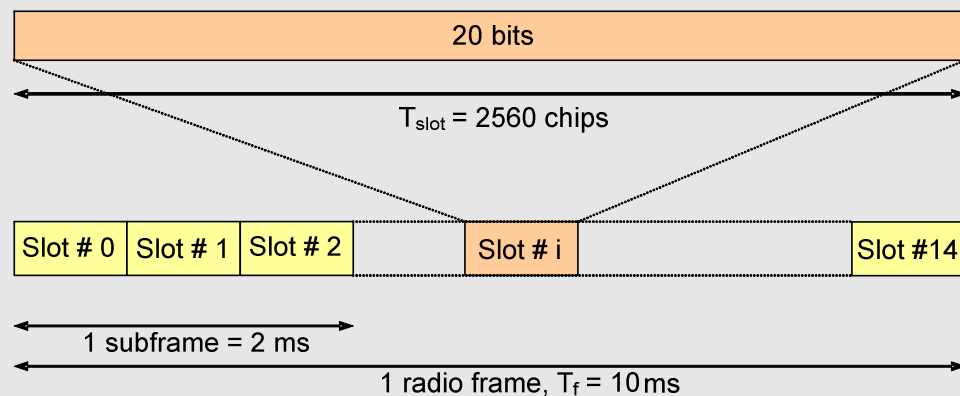 20 bits
Tslot = 2560 chips
Slot # 0 Slot # 1 Slot # 2 Slot # i Slot #14
1 subframe = 2 ms
1 radio frame, Tf = 10 ms